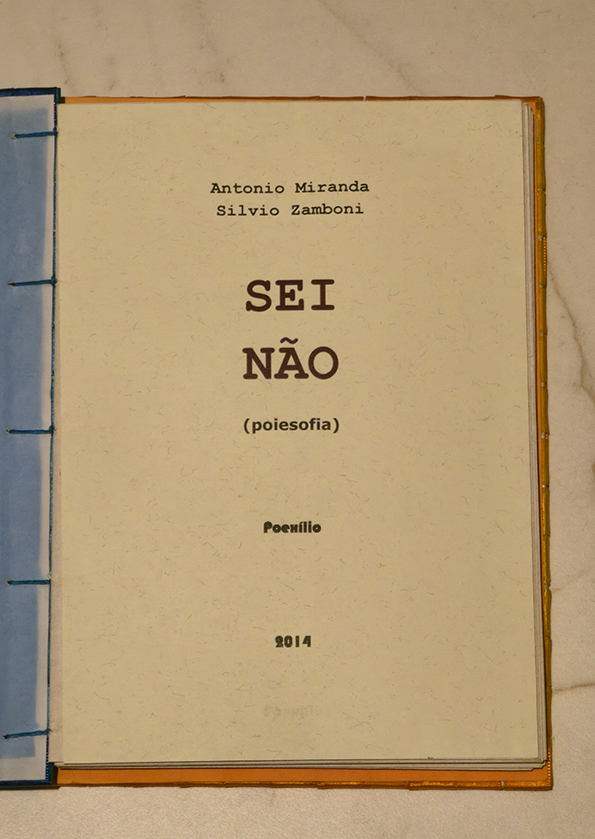 Antonio Miranda
Silvio Zamboni
SEI
NÃO
(poiesofia)
Poexílio
2014